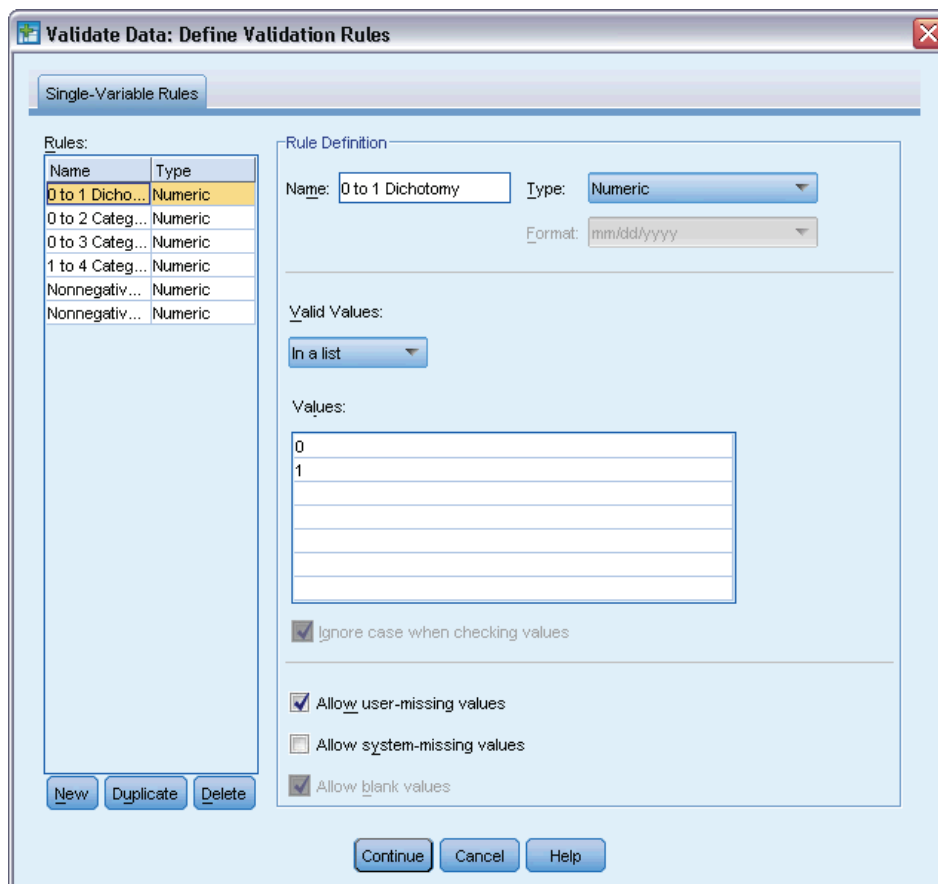 Validate Data: Define Validation Rules
Single-Variable Rules
Rules:
Name Type
0 to 1 Dicho... Numeric
0 to 2 Categ... Numeric
0 to 3 Categ... Numeric
1 to 4 Categ... Numeric
Nonnegativ... Numeric
Nonnegativ... Numeric
New Duplicate Delete
Rule Definition
Name: 0 to 1 Dichotomy Type: Numeric
Format: mm/dd/yyyy
Valid Values:
In a list
Values:
0
1
Ignore case when checking values
Allow user-missing values
Allow system-missing values
Allow blank values
Continue Cancel Help